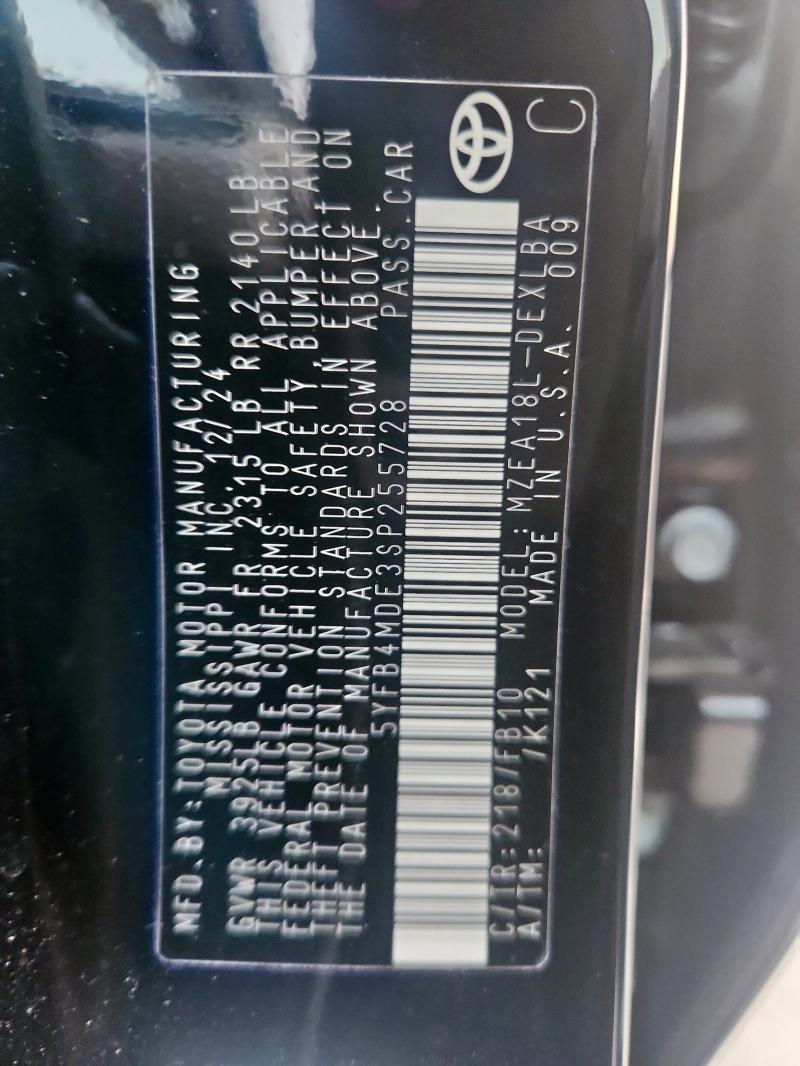 MFD.BY:TOYOTA MOTOR MANUFACTURING
MISSISSIPPI INC. 12/24
GVWR 3925LB GAWR FR 2315 LB RR 2140LB
THIS VEHICLE CONFORMS TO ALL APPLICABLE
FEDERAL MOTOR VEHICLE SAFETY, BUMPER AND
THEFT PREVENTION STANDARDS IN EFFECT ON
THE DATE OF MANUFACTURE SHOWN ABOVE.
5YFB4MDE3SP255728 PASS.CAR
C/TR:218/FB10 MODEL:MZEA18L-DEXLBA
A/TM: /K121 MADE IN U.S.A. 009
C